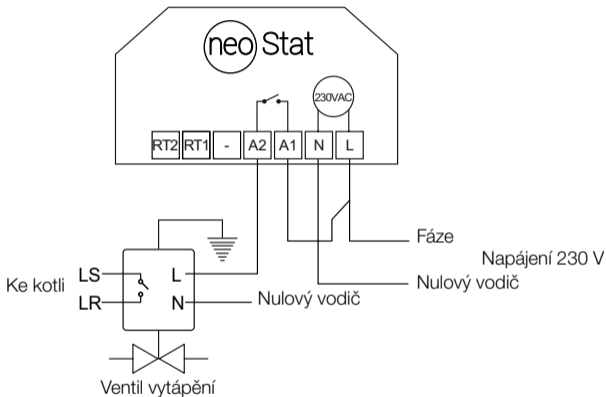 neo Stat
230VAC
RT2 RT1 - A2 A1 N L
Fáze
Napájení 230 V
Nulový vodič
Ke kotli
LS
LR
L
N
Nulový vodič
Ventil vytápění